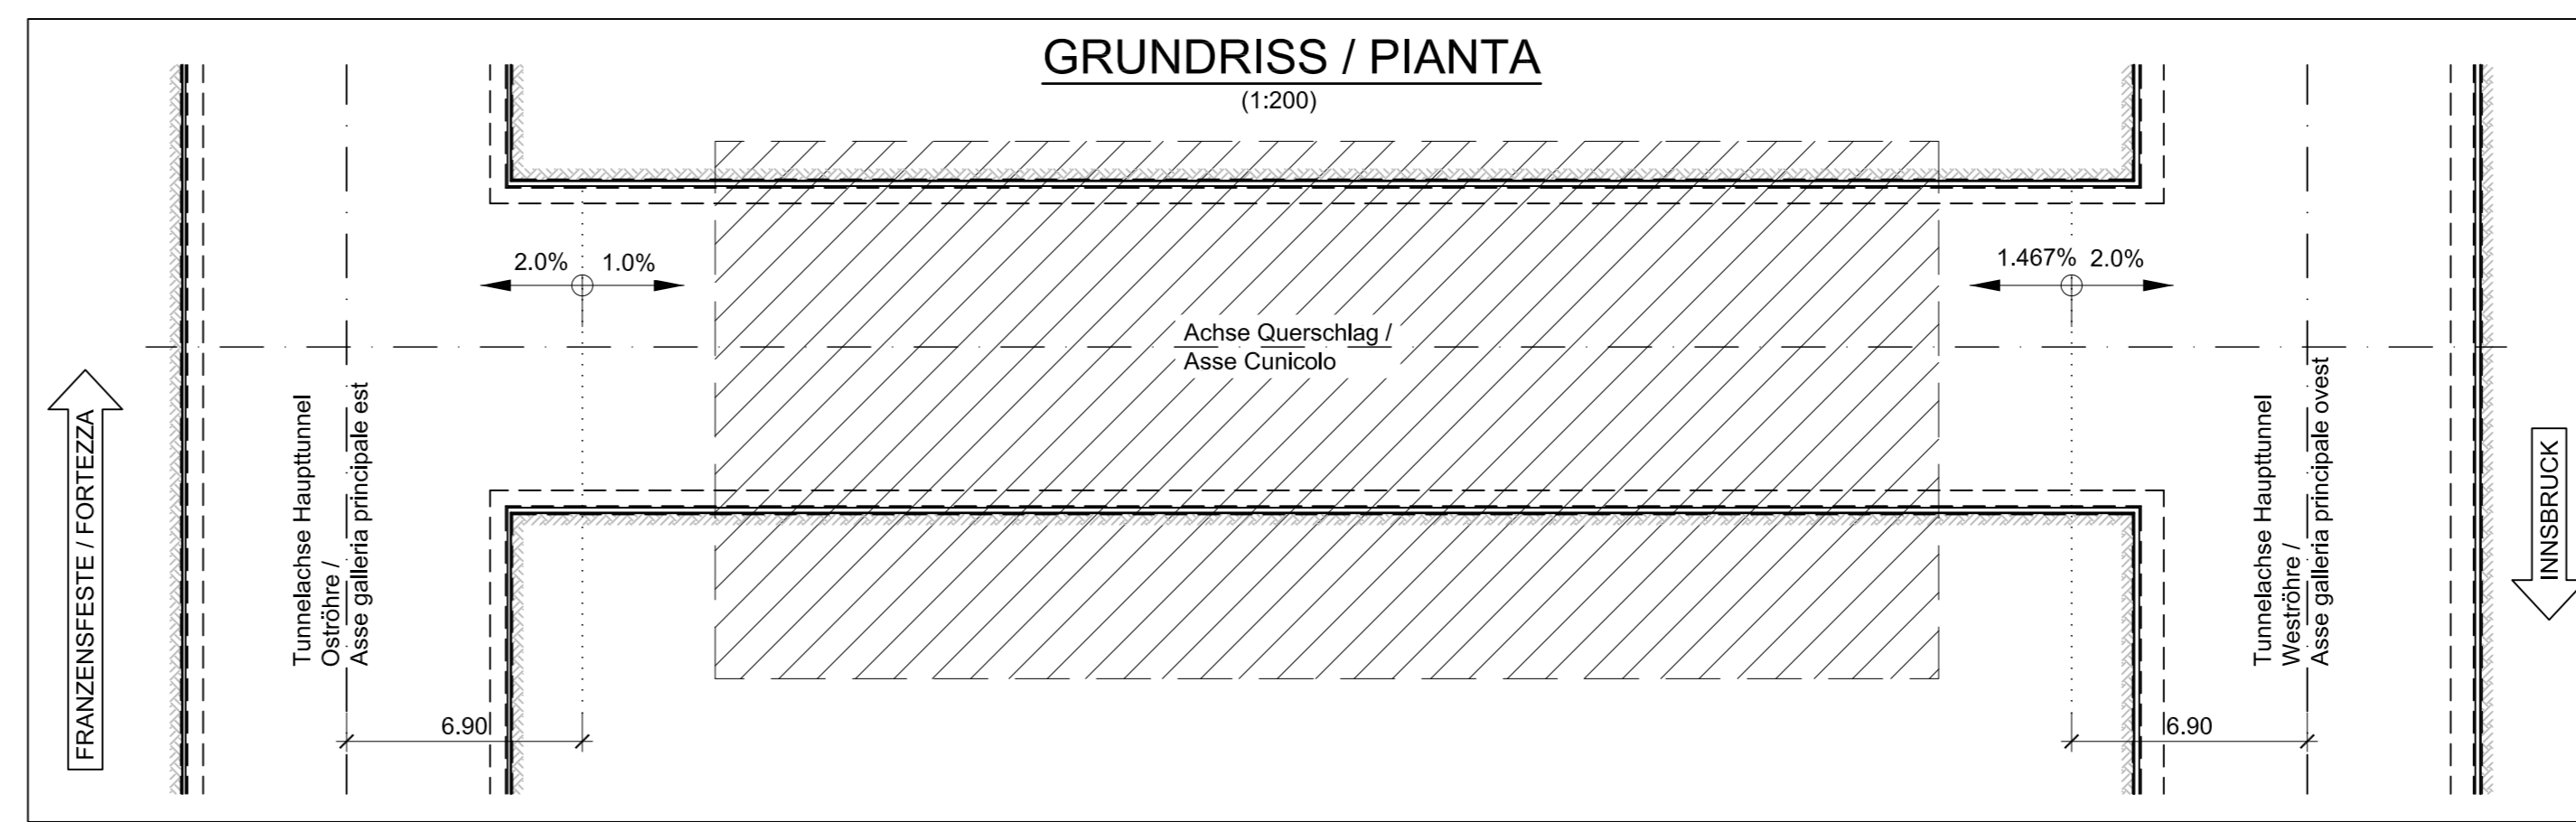 GRUNDRISS / PIANTA
(1:200)
2.0%
1.0%
1.467%
2.0%
Achse Querschlag /
Asse Cunicolo
FRANZENSFESTE / FORTEZZA
Tunnelachse Haupttunnel
Oströhre /
Asse galleria principale est
Tunnelachse Haupttunnel
Weströhre /
Asse galleria principale ovest
INNSBRUCK
6.90
6.90